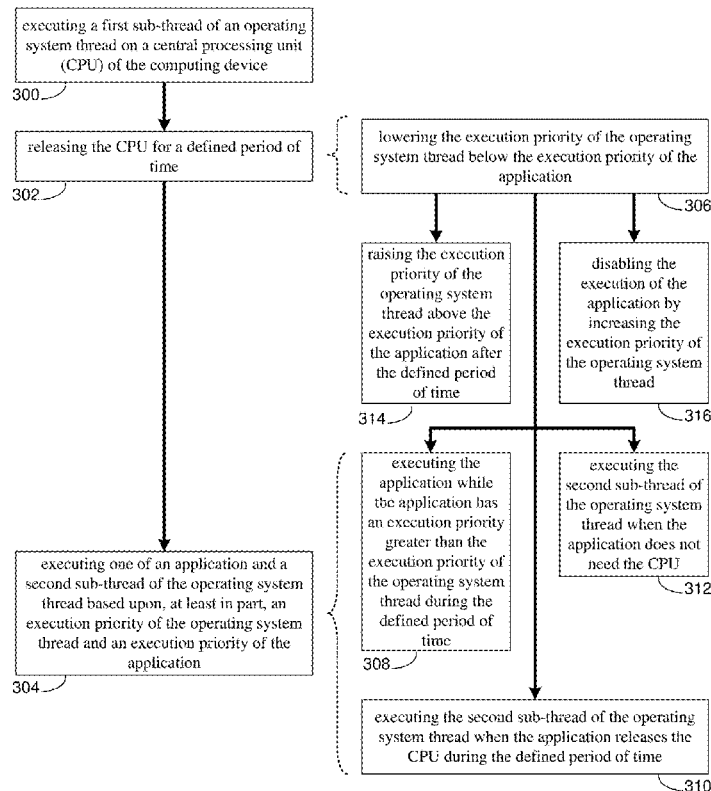 executing a first sub-thread of an operating
system thread on a central processing unit
(CPU) of the computing device
300
releasing the CPU for a defined period of
time
302
lowering the execution priority of the operating
system thread below the execution priority of the
application
306
raising the execution
priority of the
operating system
thread above the
execution priority of
the application after
the defined period
of time
314
disabling the
execution of the
application by
increasing the
execution priority of
the operating system
thread
316
executing the
application while
the application has
an execution priority
greater than the
execution priority of
the operating system
thread during the
defined period of
time
308
executing the
second sub-thread of
the operating system
thread when the
application does not
need the CPU
312
executing one of an application and a
second sub-thread of the operating system
thread based upon, at least in part, an
execution priority of the operating system
thread and an execution priority of the
application
304
executing the second sub-thread of the operating
system thread when the application releases the
CPU during the defined period of time
310